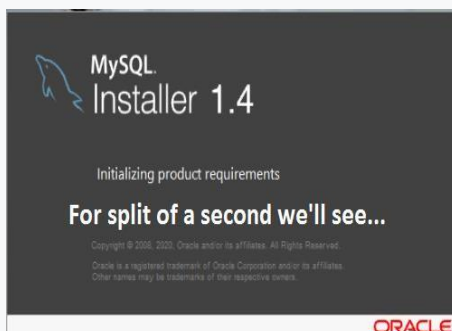 MySQL.
Installer 1.4
Initializing product requirements
For split of a second we'll see...
Copyright © 2008, 2020, Oracle and/or its affiliates. All Rights Reserved.
Oracle is a registered trademark of Oracle Corporation and/or its affiliates.
Other names may be trademarks of their respective owners.
ORACLE